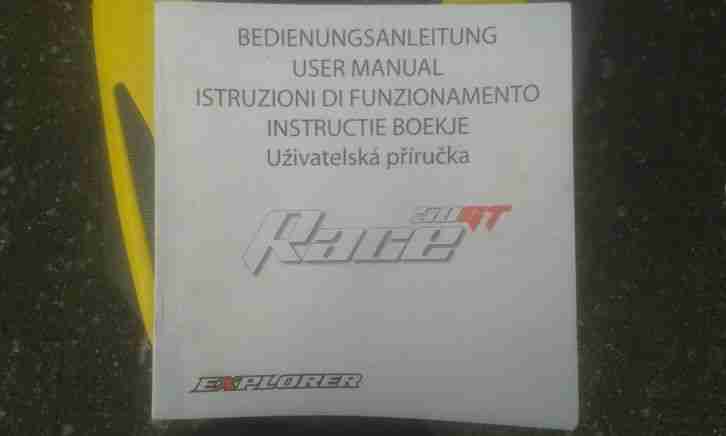 BEDIENUNGSANLEITUNG
USER MANUAL
ISTRUZIONI DI FUNZIONAMENTO
INSTRUCTIE BOEKJE
Uživatelská příručka
Race GT
EXPLORER